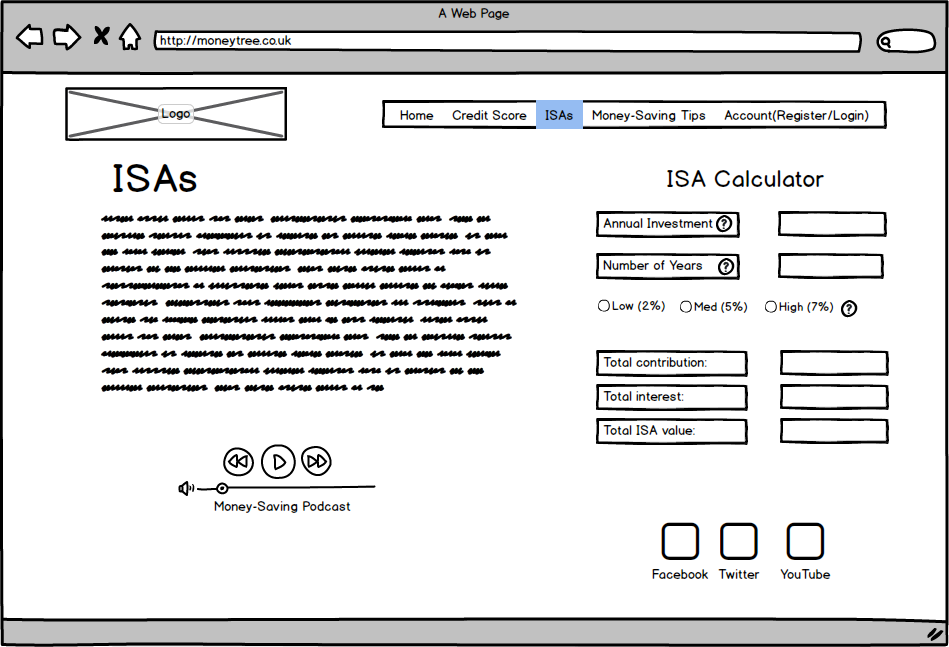 A Web Page
http://moneytree.co.uk
Logo
Home Credit Score ISAs Money-Saving Tips Account(Register/Login)
ISAs
ISA Calculator
Annual Investment ?
Number of Years ?
Low (2%) Med (5%) High (7%) ?
Total contribution:
Total interest:
Total ISA value:
Money-Saving Podcast
Facebook Twitter YouTube